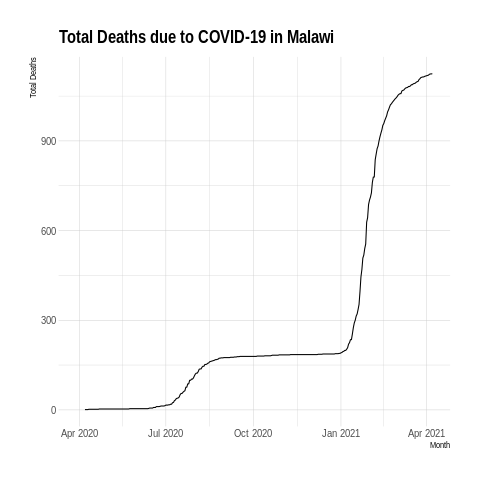 Total Deaths due to COVID-19 in Malawi
Total Deaths
900
600
300
0
Apr 2020 Jul 2020 Oct 2020 Jan 2021 Apr 2021
Month